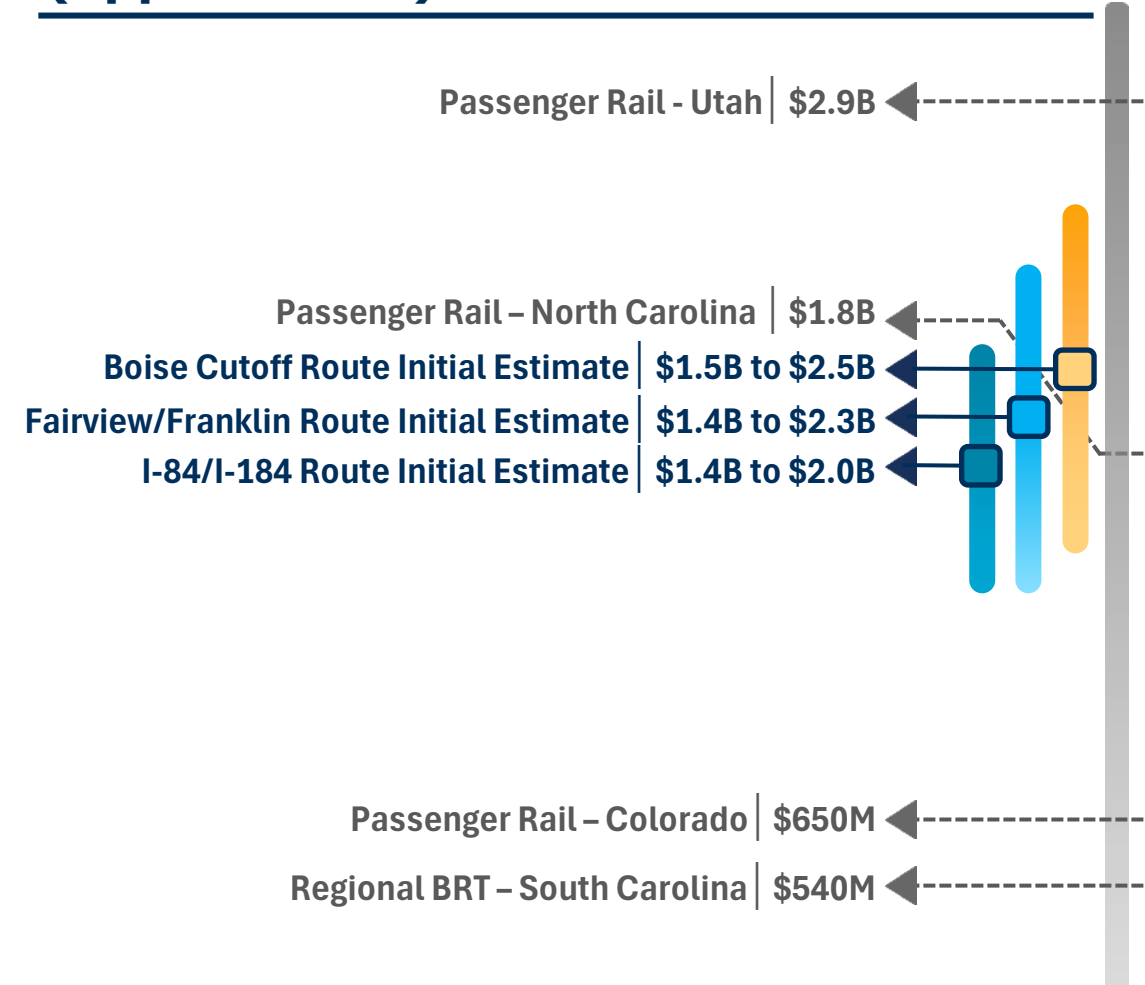 Passenger Rail - Utah | $2.9B
Passenger Rail – North Carolina | $1.8B
Boise Cutoff Route Initial Estimate | $1.5B to $2.5B
Fairview/Franklin Route Initial Estimate | $1.4B to $2.3B
I-84/I-184 Route Initial Estimate | $1.4B to $2.0B
Passenger Rail – Colorado | $650M
Regional BRT – South Carolina | $540M